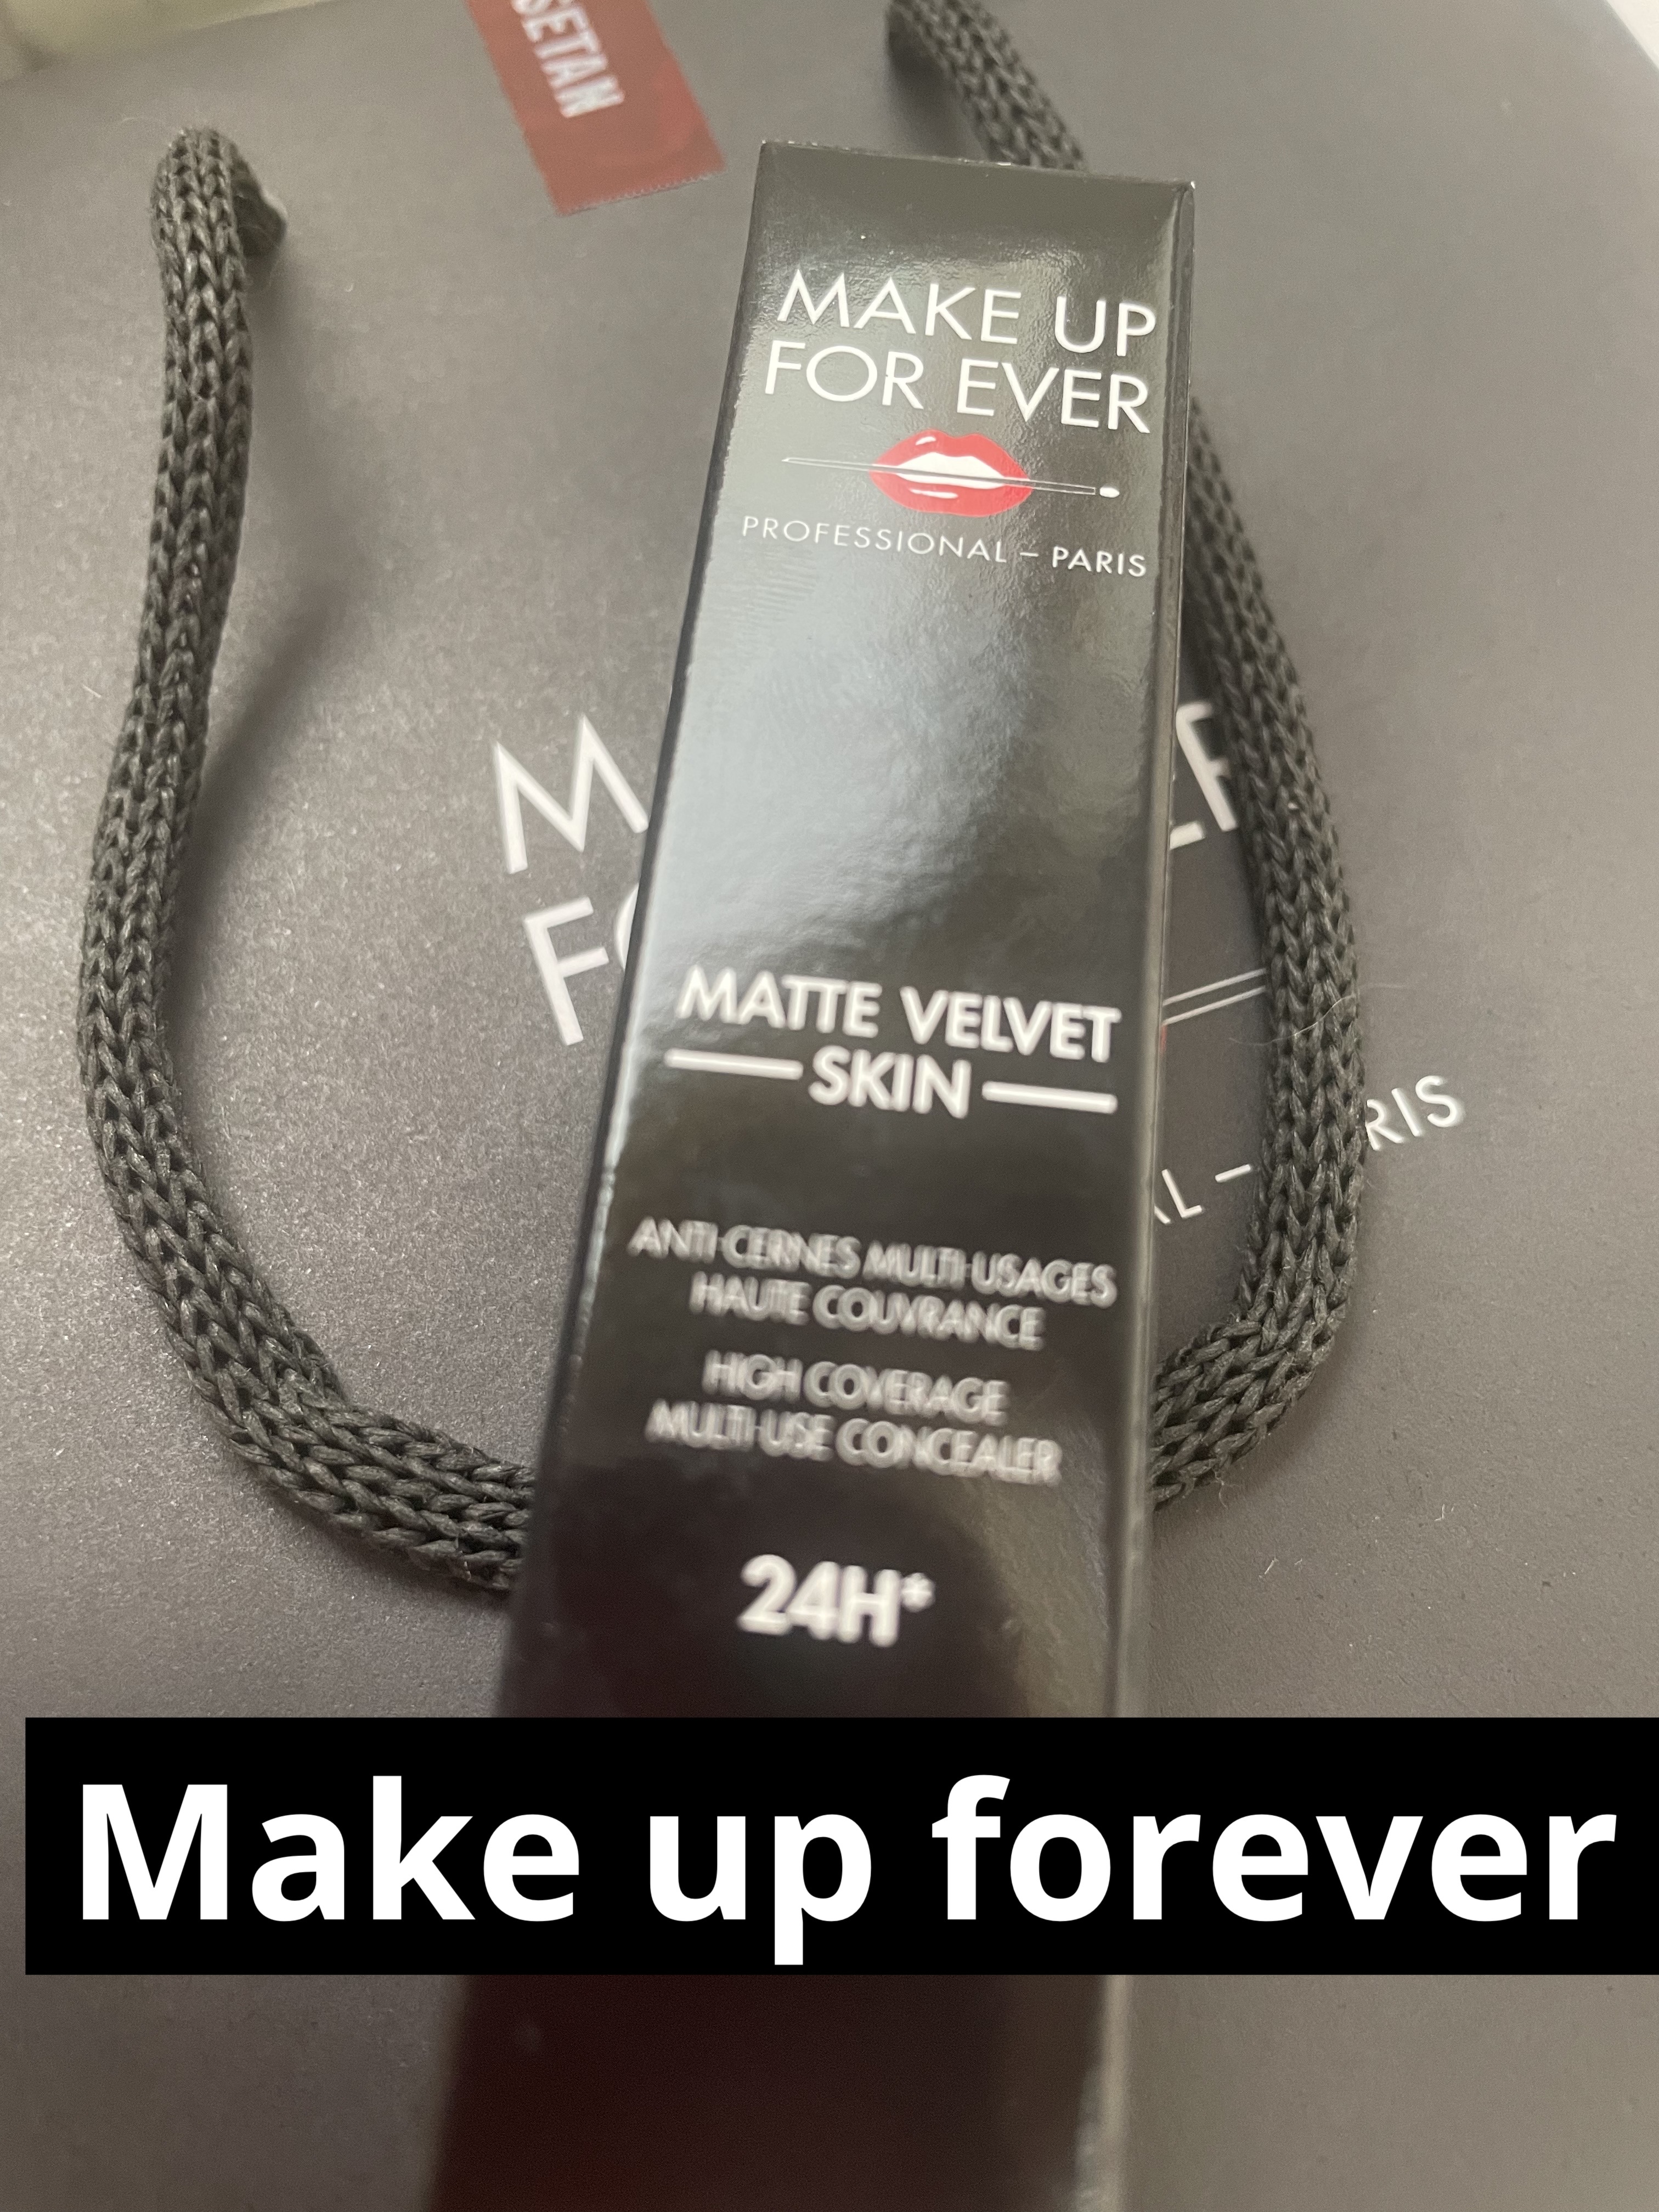 SETAN
MAKE UP
FOR EVER
PROFESSIONAL – PARIS
M
F
MATTE VELVET
SKIN
RIS
AL –
ANTI-CERNES MULTI-USAGES
HAUTE COUVRANCE
HIGH COVERAGE
MULTI-USE CONCEALER
24H*
Make up forever